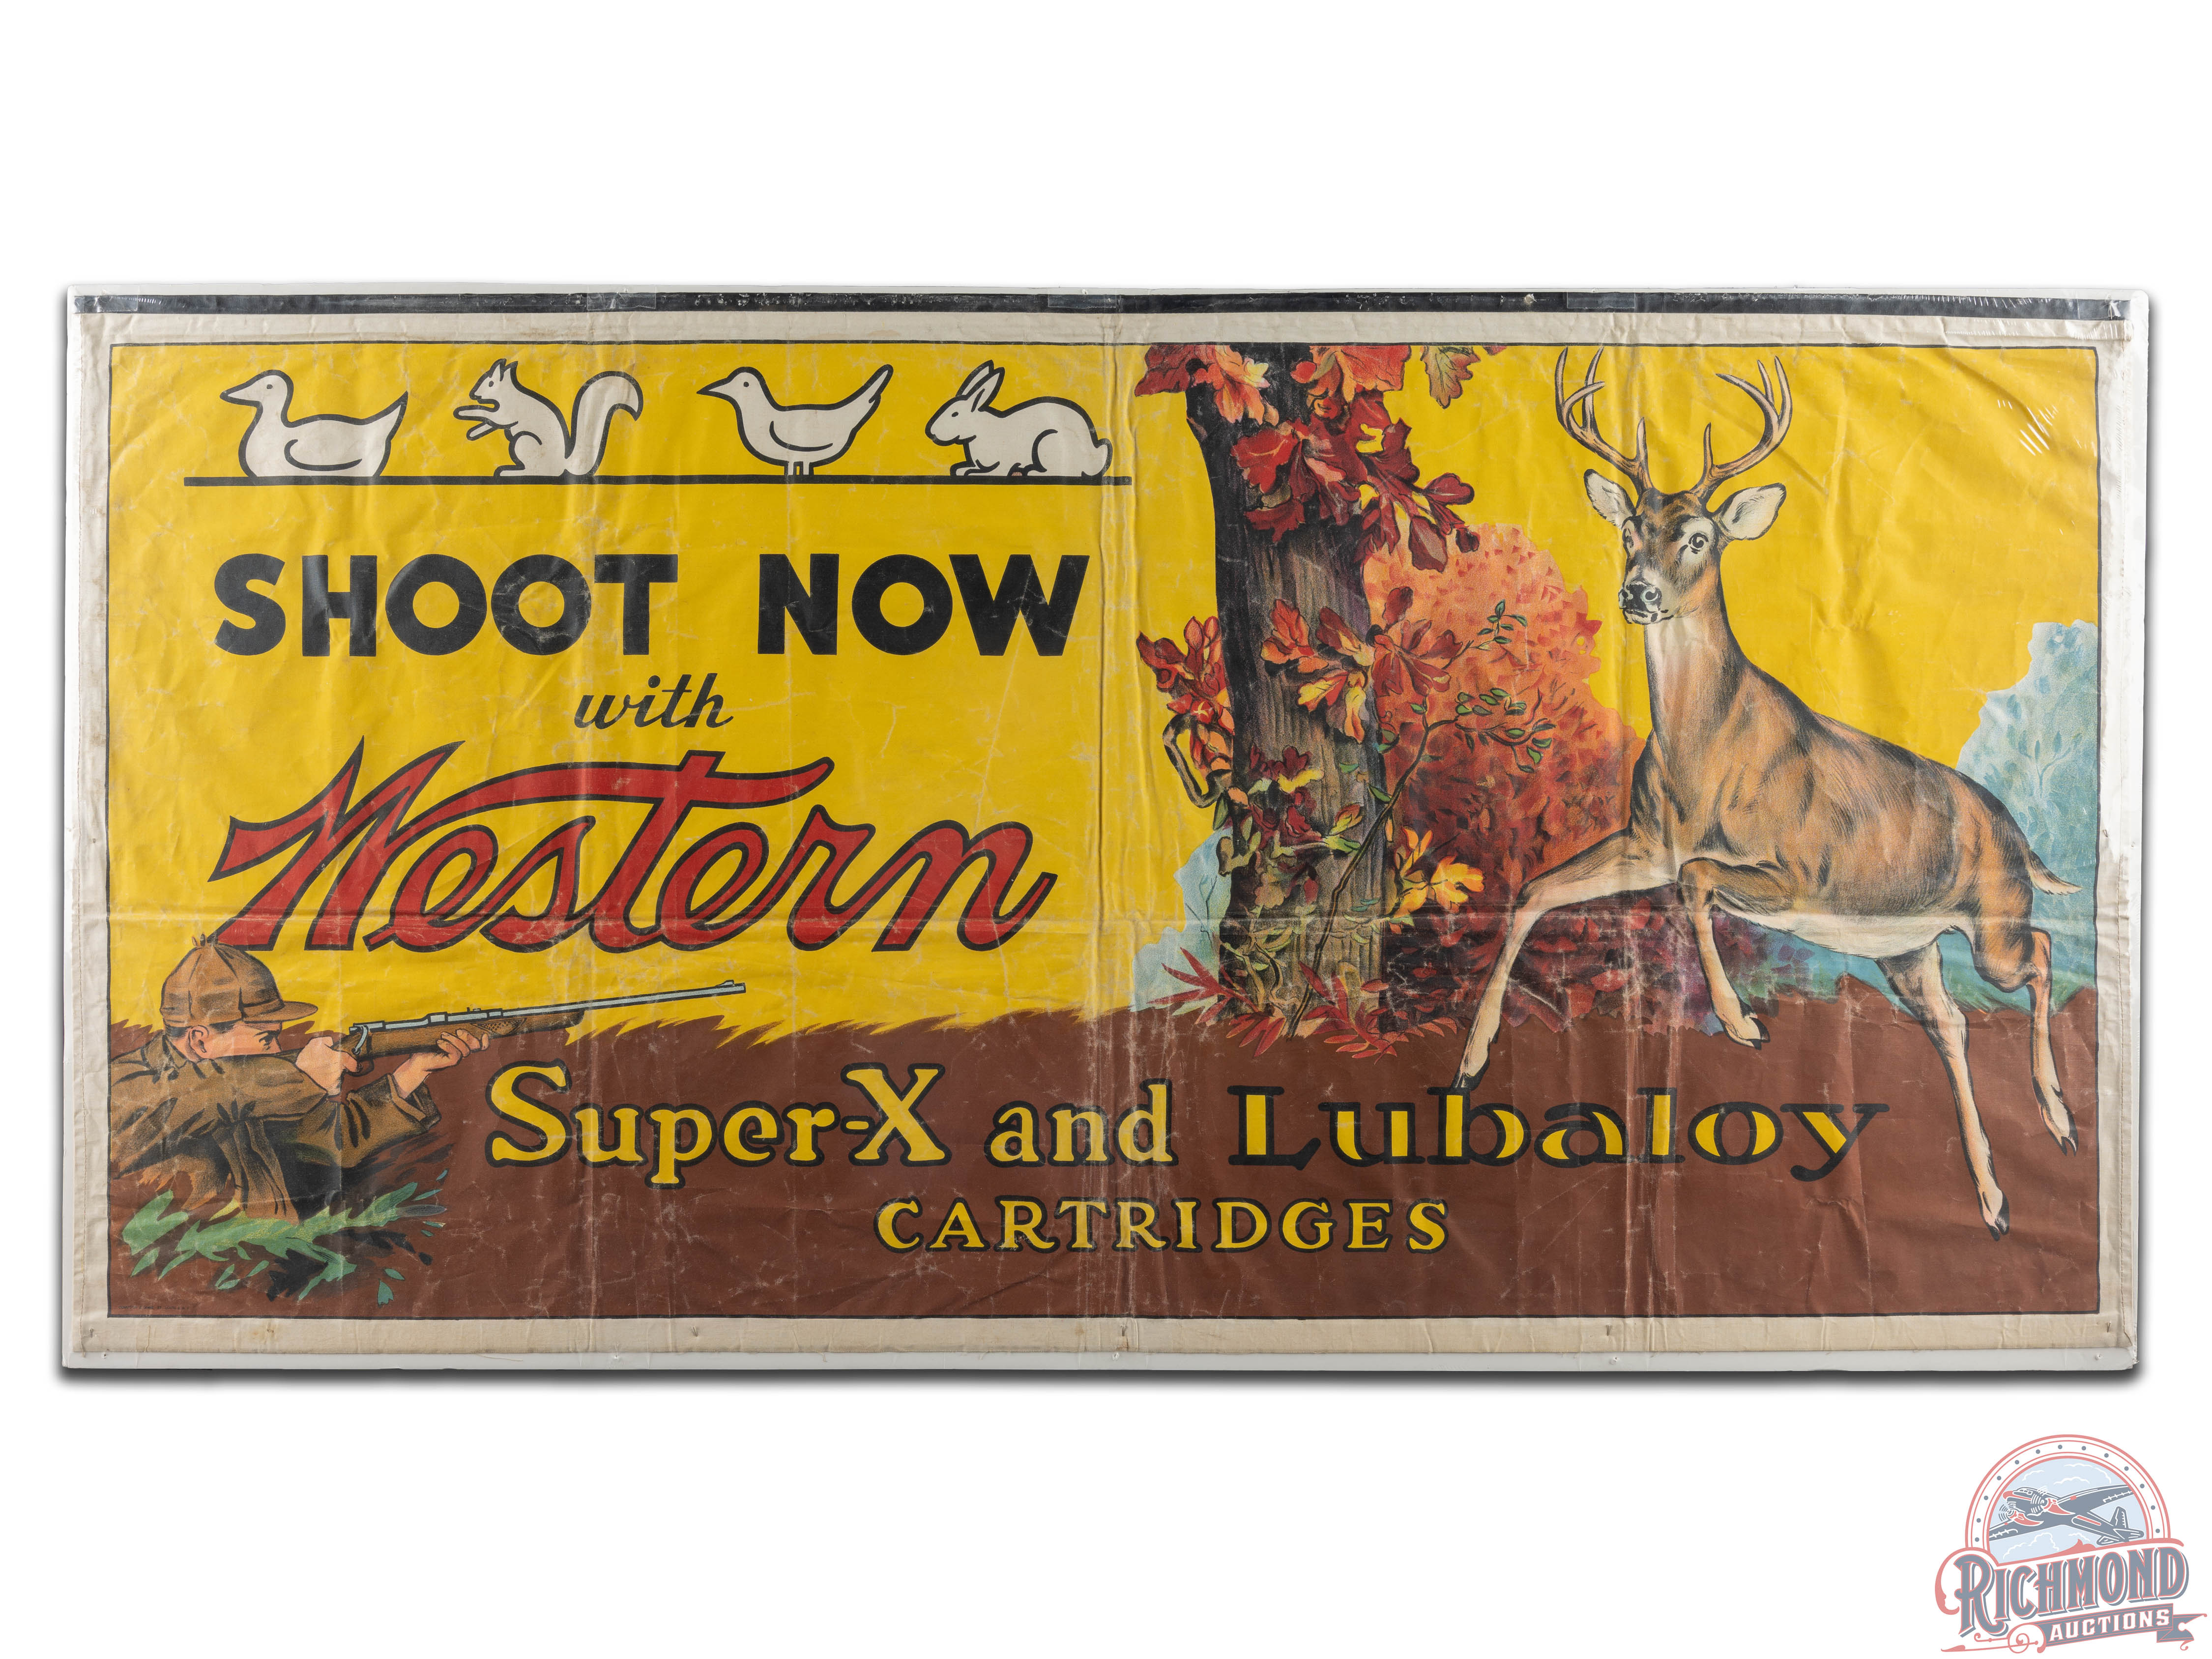 SHOOT NOW
with
Western
Super-X and Lubaloy
CARTRIDGES
RICHMOND
AUCTIONS